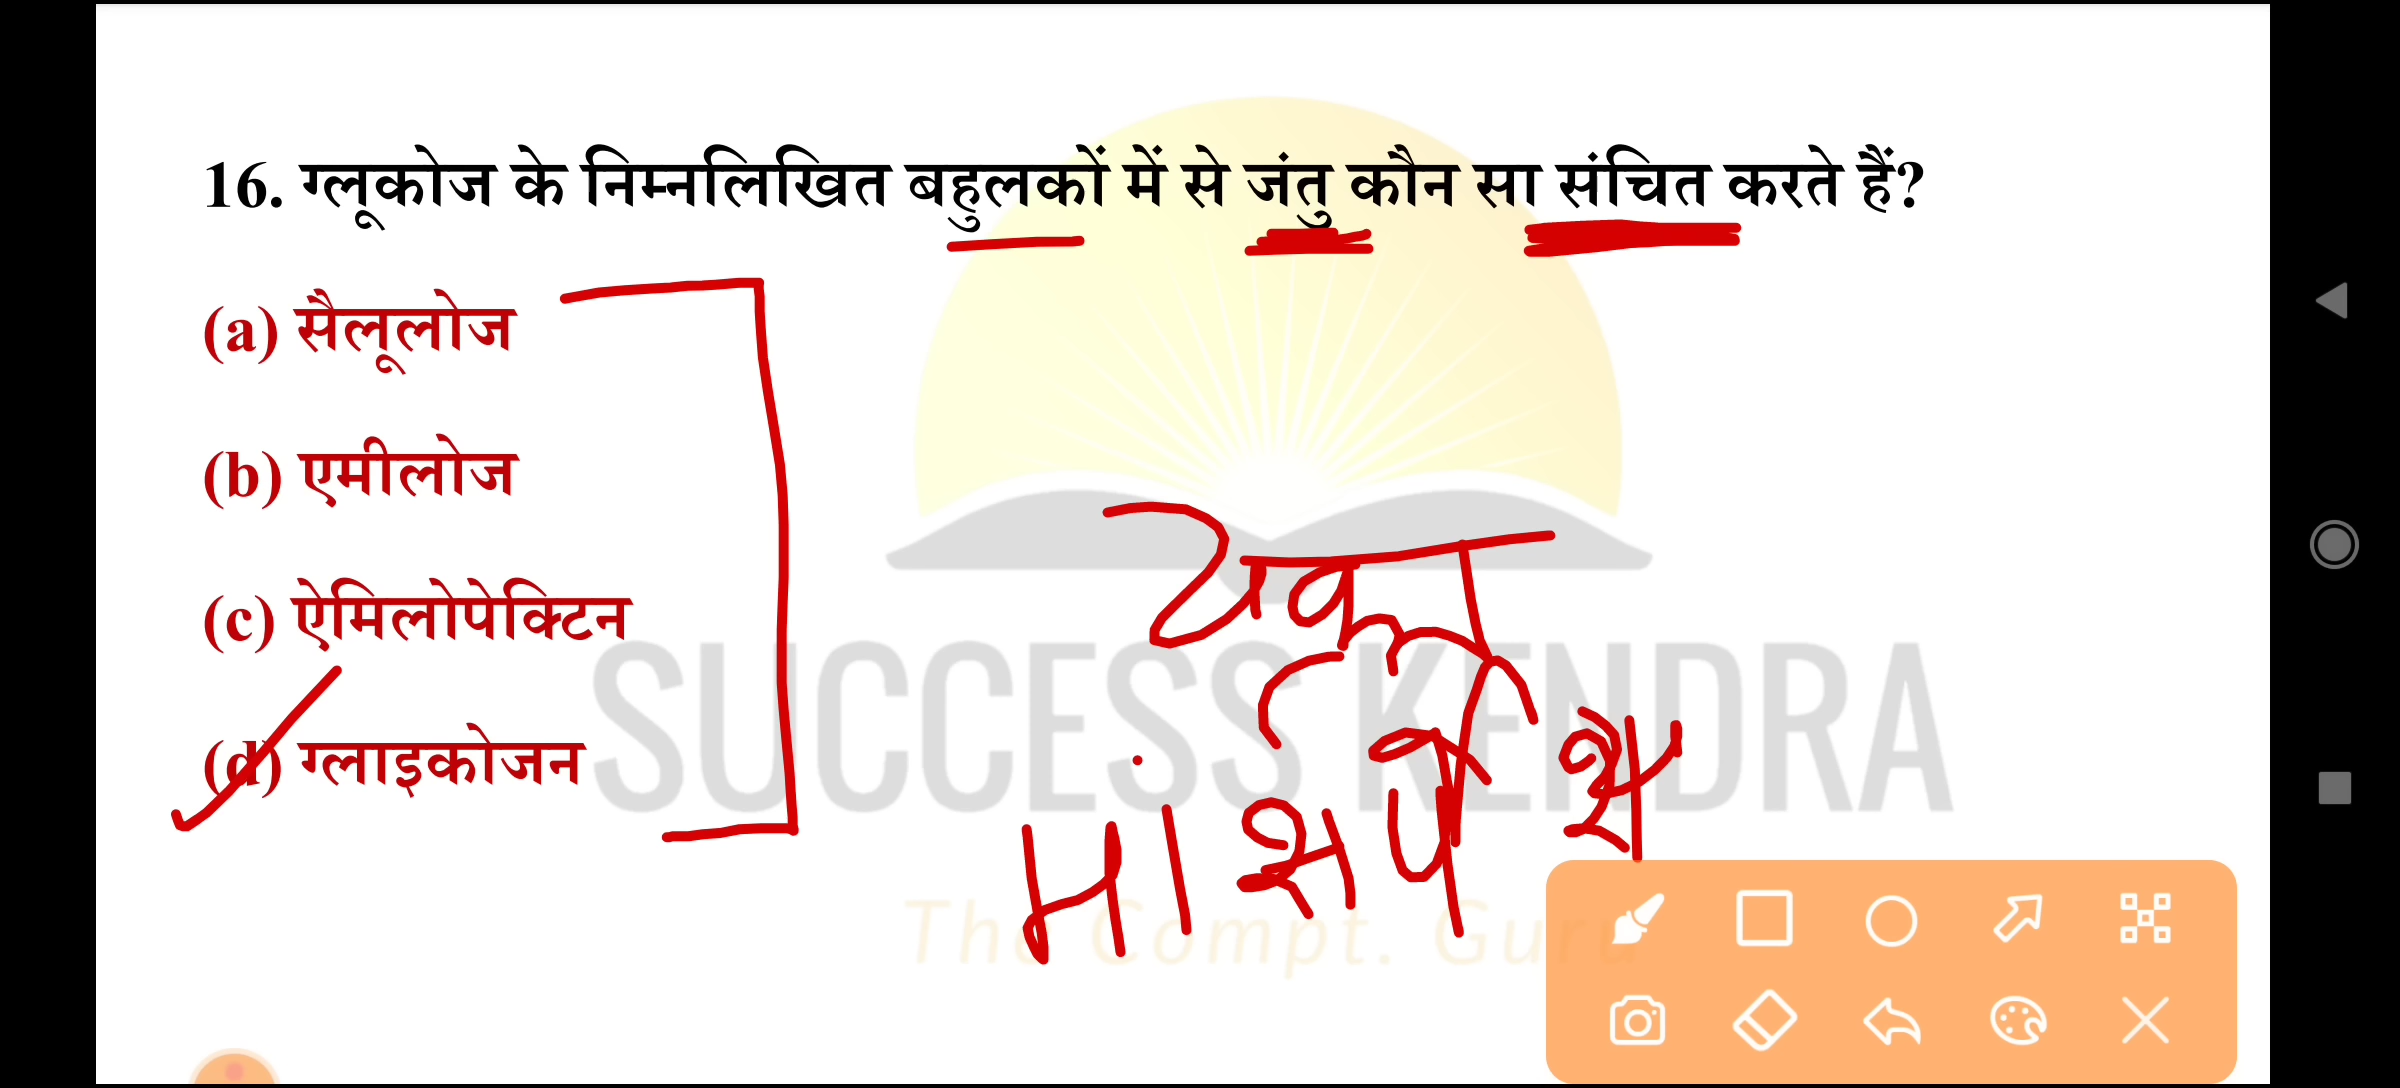 16. ग्लूकोज के निम्नलिखित बहुलकों में से जंतु कौन सा संचित करते हैं?
(a) सैलूलोज
(b) एमीलोज
(c) ऐमिलोपेक्टिन
(d) ग्लाइकोजन
यकृत
SUCCESS KENDRA
The Compt. Guru